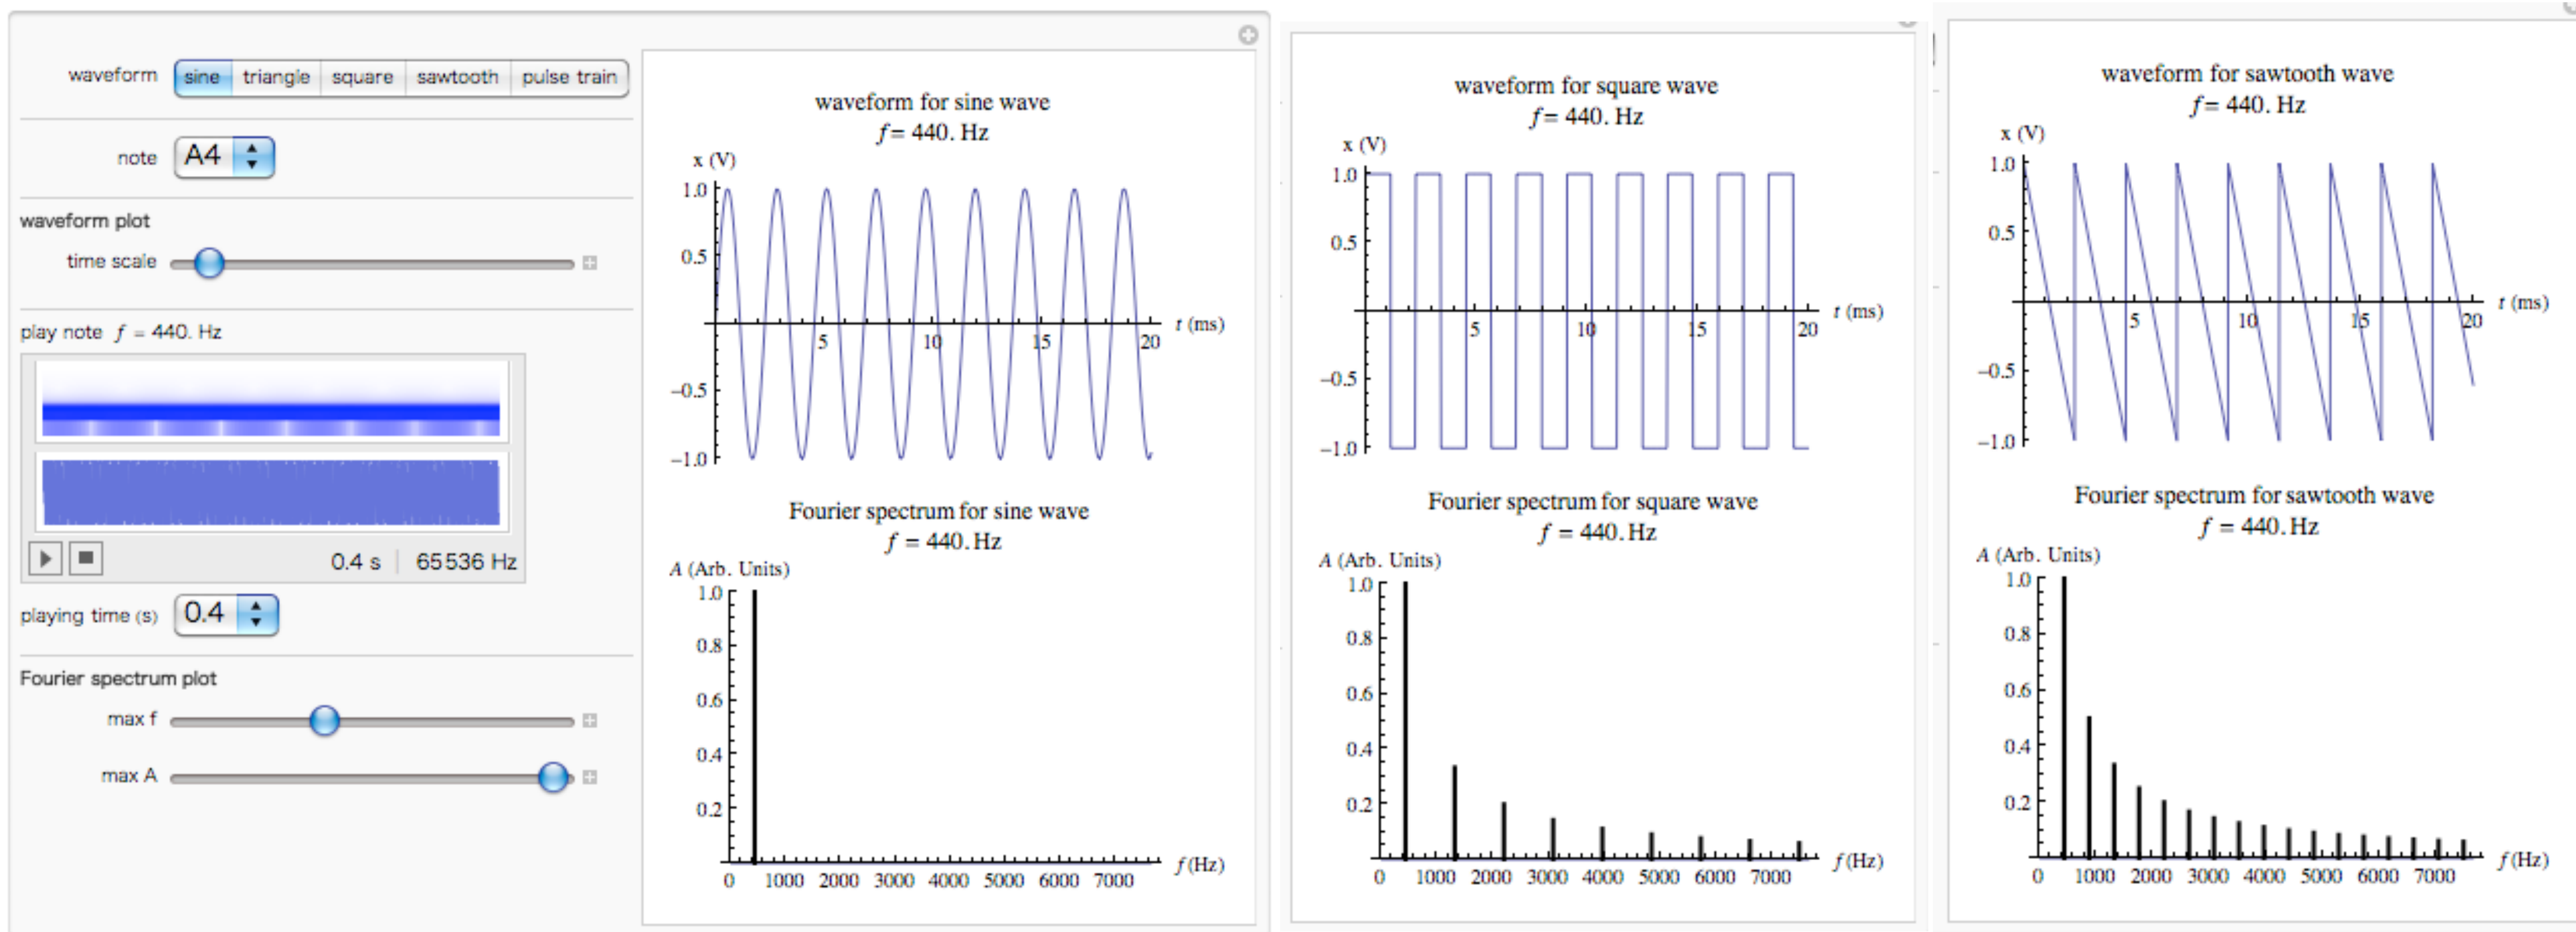 waveform sine triangle square sawtooth pulse train
note A4
waveform plot
time scale
play note f = 440. Hz
0.4 s 65536 Hz
playing time (s) 0.4
Fourier spectrum plot
max f
max A
waveform for sine wave
f = 440. Hz
x (V)
1.0
0.5
t (ms)
5 10 15 20
−0.5
−1.0
Fourier spectrum for sine wave
f = 440. Hz
A (Arb. Units)
1.0
0.8
0.6
0.4
0.2
f(Hz)
0 1000 2000 3000 4000 5000 6000 7000
waveform for square wave
f = 440. Hz
x (V)
1.0
0.5
t (ms)
5 10 15 20
−0.5
−1.0
Fourier spectrum for square wave
f = 440. Hz
A (Arb. Units)
1.0
0.8
0.6
0.4
0.2
f(Hz)
0 1000 2000 3000 4000 5000 6000 7000
waveform for sawtooth wave
f = 440. Hz
x (V)
1.0
0.5
t (ms)
5 10 15 20
−0.5
−1.0
Fourier spectrum for sawtooth wave
f = 440. Hz
A (Arb. Units)
1.0
0.8
0.6
0.4
0.2
f(Hz)
0 1000 2000 3000 4000 5000 6000 7000